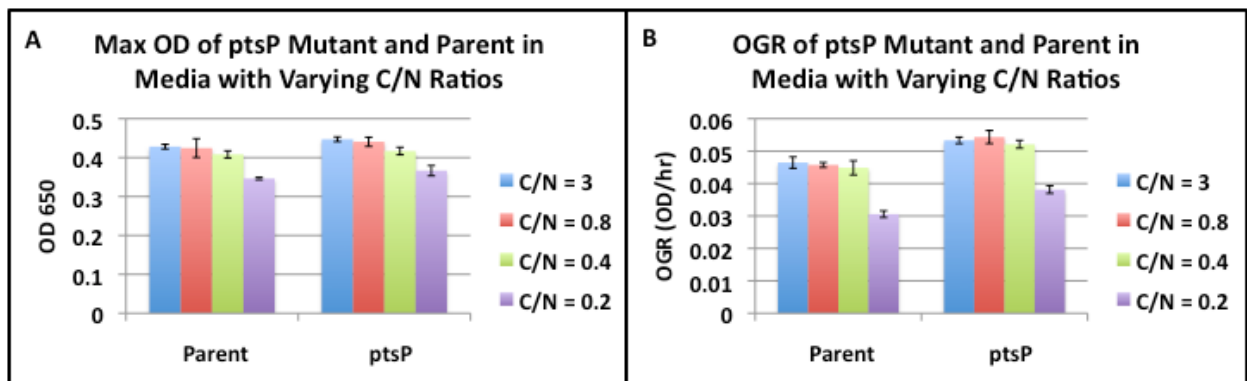 A
Max OD of ptsP Mutant and Parent in
Media with Varying C/N Ratios
OD 650
0.5
0.4
0.3
0.2
0.1
0
Parent
ptsP
C/N = 3
C/N = 0.8
C/N = 0.4
C/N = 0.2
B
OGR of ptsP Mutant and Parent in
Media with Varying C/N Ratios
OGR (OD/hr)
0.06
0.05
0.04
0.03
0.02
0.01
0
Parent
ptsP
C/N = 3
C/N = 0.8
C/N = 0.4
C/N = 0.2